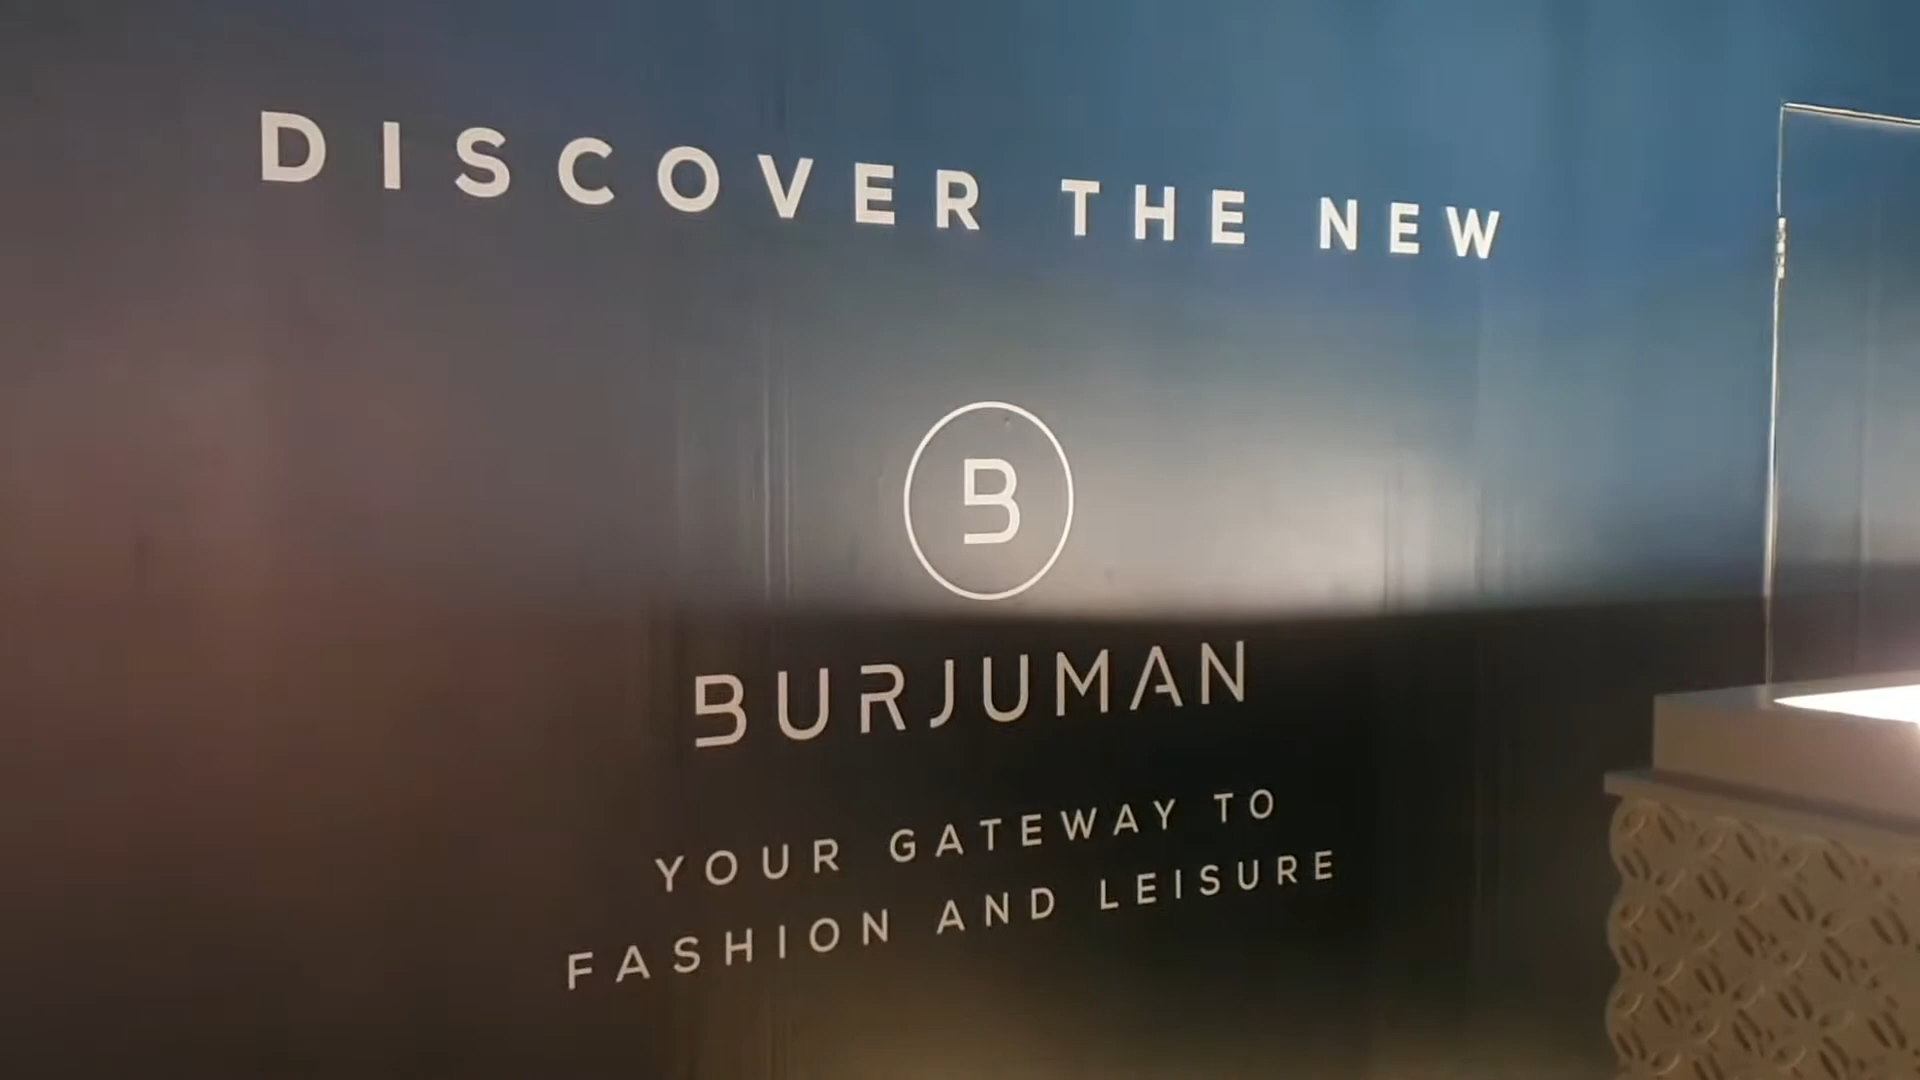 DISCOVER THE NEW
B
BURJUMAN
YOUR GATEWAY TO
FASHION AND LEISURE